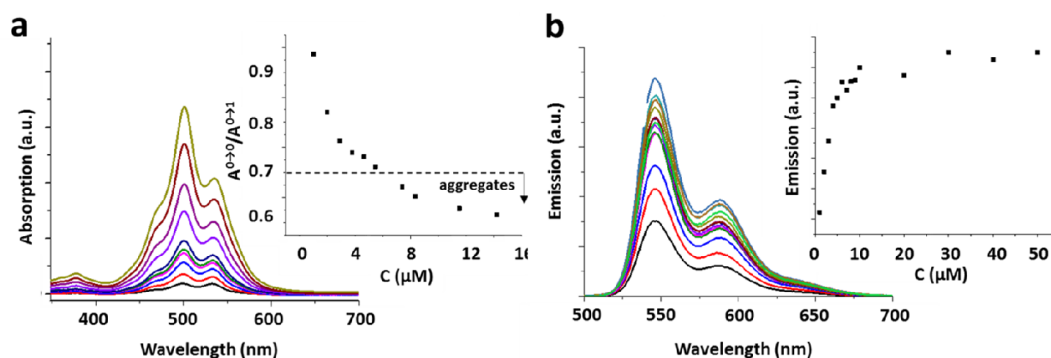 a
Absorption (a.u.)
400 500 600 700
Wavelength (nm)
A0→0/A0→1
0.9
0.8
0.7
0.6
aggregates
0 4 8 12 16
C (μM)
b
Emission (a.u.)
500 550 600 650 700
Wavelength (nm)
Emission (a.u.)
0 10 20 30 40 50
C (μM)